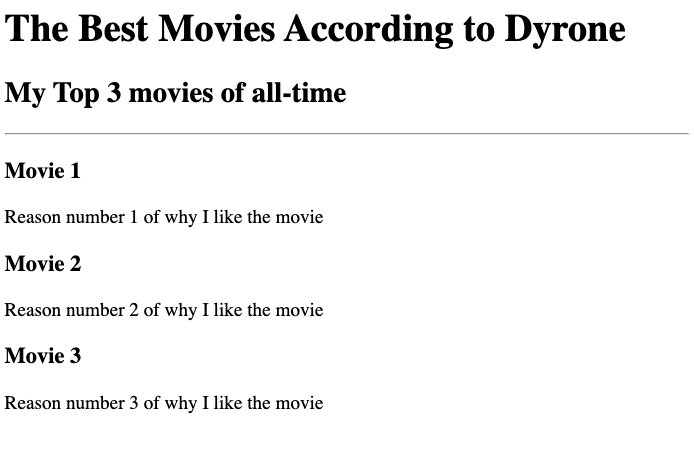 The Best Movies According to Dyrone
My Top 3 movies of all-time
Movie 1
Reason number 1 of why I like the movie
Movie 2
Reason number 2 of why I like the movie
Movie 3
Reason number 3 of why I like the movie